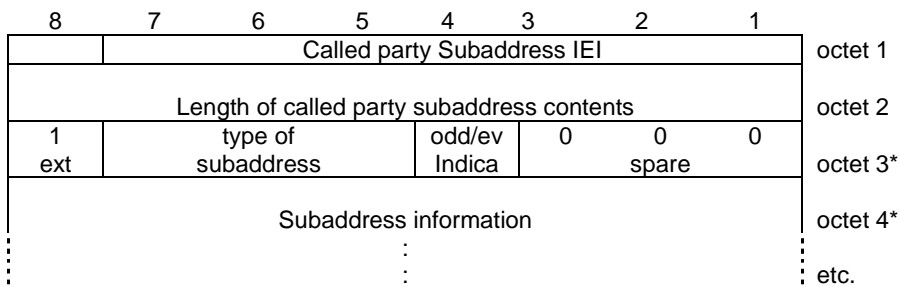 8 7 6 5 4 3 2 1
Called party Subaddress IEI octet 1
Length of called party subaddress contents octet 2
1 type of odd/ev 0 0 0
ext subaddress Indica spare octet 3*
Subaddress information octet 4*
:
: etc.